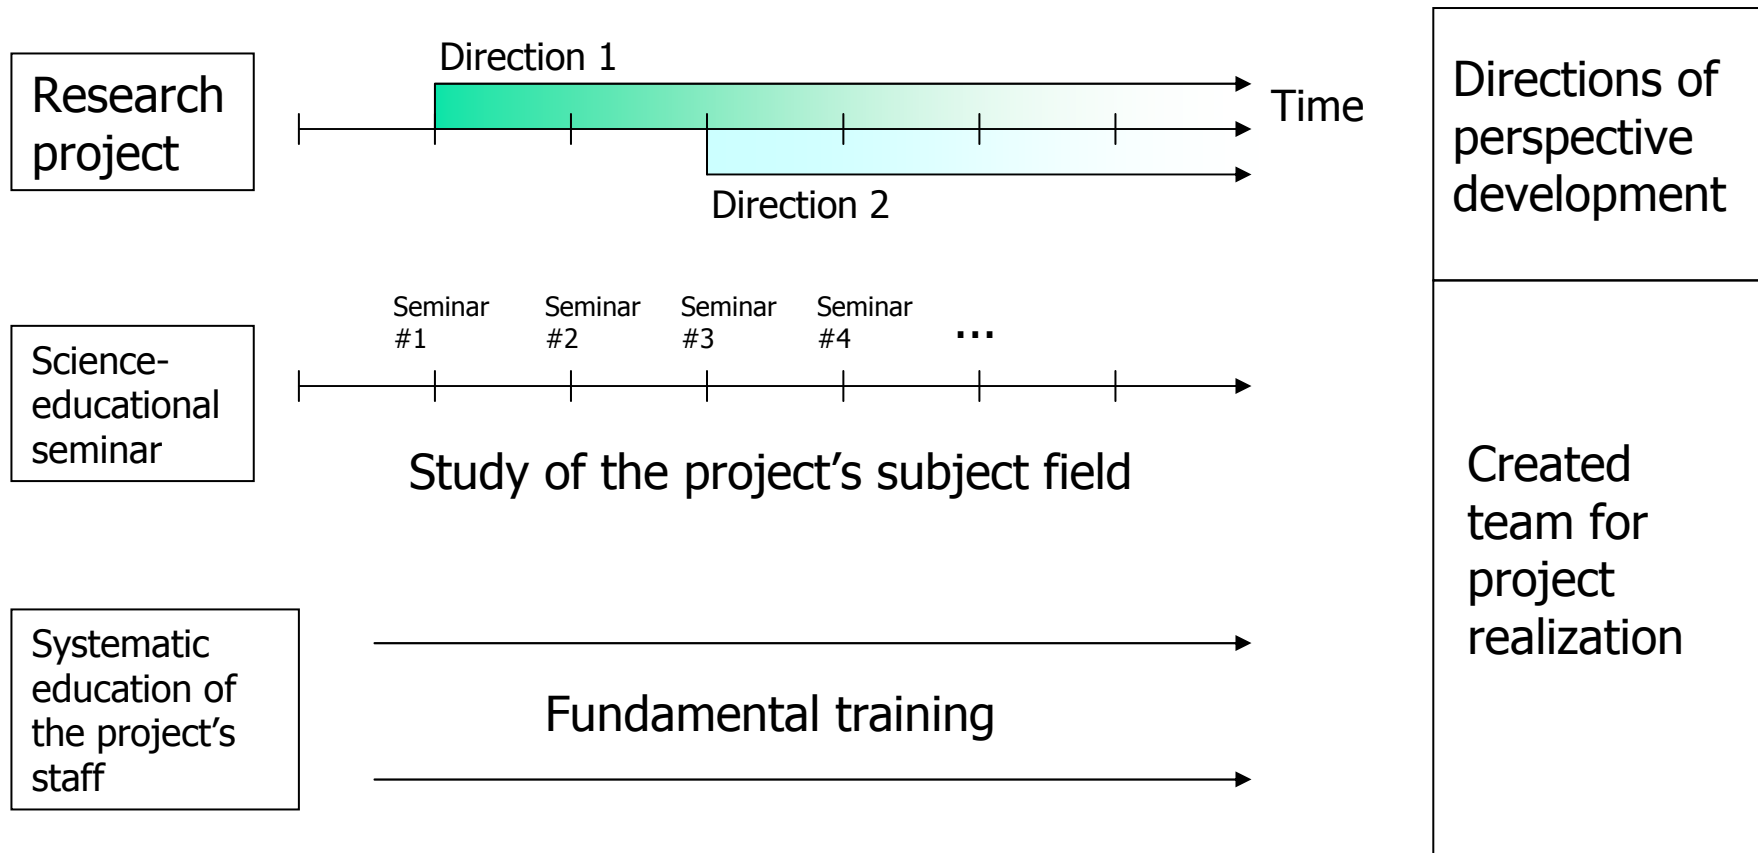 Research
project
Direction 1
Time
Direction 2
Directions of
perspective
development
Science-
educational
seminar
Seminar
#1
Seminar
#2
Seminar
#3
Seminar
#4
...
Study of the project’s subject field
Created
team for
project
realization
Systematic
education of
the project’s
staff
Fundamental training